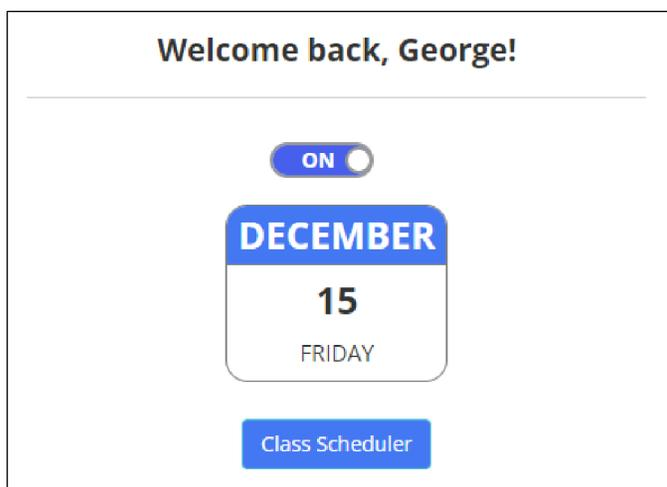 Welcome back, George!
ON
DECEMBER
15
FRIDAY
Class Scheduler